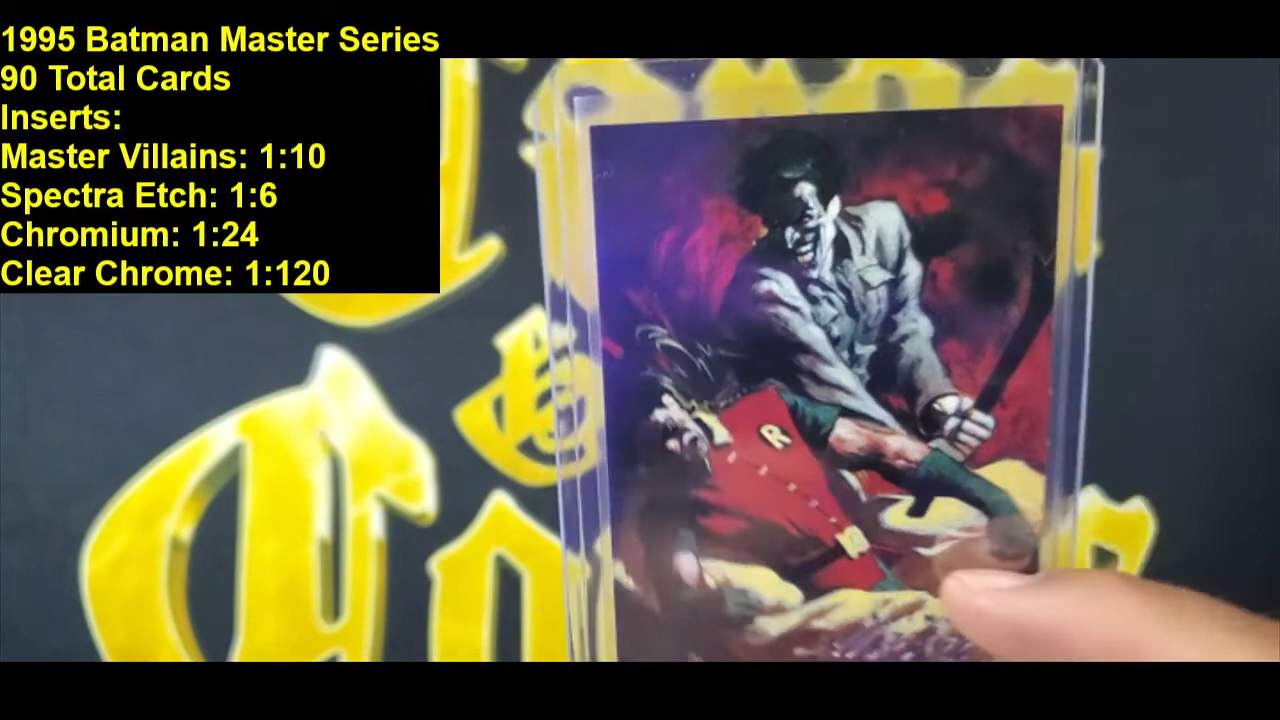 1995 Batman Master Series
90 Total Cards
Inserts:
Master Villains: 1:10
Spectra Etch: 1:6
Chromium: 1:24
Clear Chrome: 1:120
R